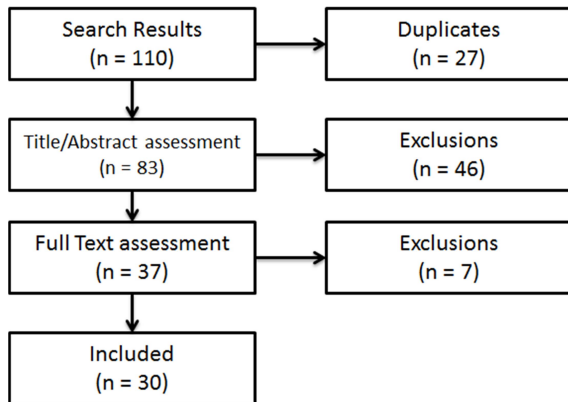 Search Results
(n = 110)
Duplicates
(n = 27)
Title/Abstract assessment
(n = 83)
Exclusions
(n = 46)
Full Text assessment
(n = 37)
Exclusions
(n = 7)
Included
(n = 30)